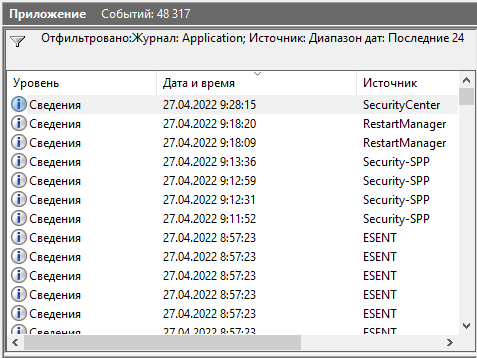 Приложение Событий: 48 317
Отфильтровано:Журнал: Application; Источник: Диапазон дат: Последние 24
Уровень Дата и время Источник
Сведения 27.04.2022 9:28:15 SecurityCenter
Сведения 27.04.2022 9:18:20 RestartManager
Сведения 27.04.2022 9:18:09 RestartManager
Сведения 27.04.2022 9:13:36 Security-SPP
Сведения 27.04.2022 9:12:59 Security-SPP
Сведения 27.04.2022 9:12:31 Security-SPP
Сведения 27.04.2022 9:11:52 Security-SPP
Сведения 27.04.2022 8:57:23 ESENT
Сведения 27.04.2022 8:57:23 ESENT
Сведения 27.04.2022 8:57:23 ESENT
Сведения 27.04.2022 8:57:23 ESENT
Сведения 27.04.2022 8:57:23 ESENT
Сведения 27.04.2022 8:57:23 ESENT